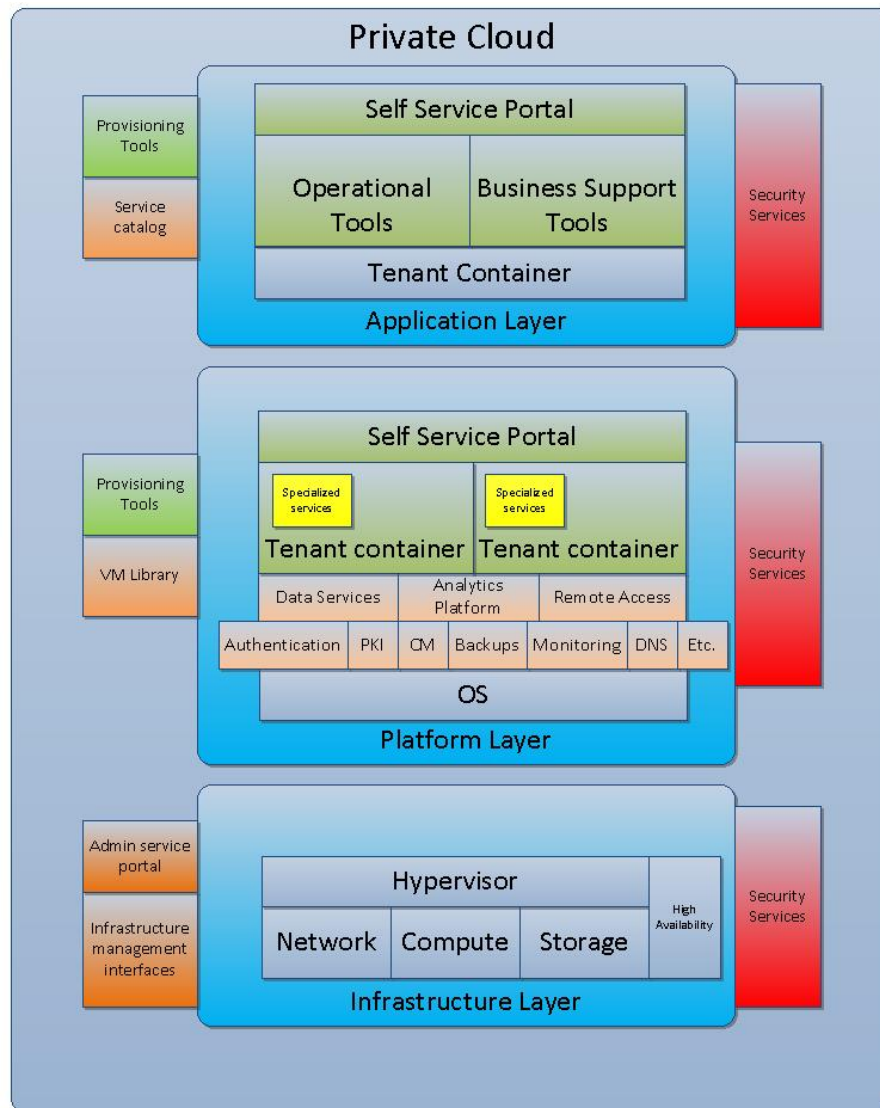 Private Cloud
Provisioning
Tools
Service
catalog
Self Service Portal
Operational
Tools
Business Support
Tools
Tenant Container
Application Layer
Security
Services
Provisioning
Tools
VM Library
Self Service Portal
Specialized
services
Tenant container
Specialized
services
Tenant container
Data Services
Analytics
Platform
Remote Access
Authentication
PKI
CM
Backups
Monitoring
DNS
Etc.
OS
Platform Layer
Security
Services
Admin service
portal
Infrastructure
management
interfaces
Hypervisor
Network
Compute
Storage
High
Availability
Infrastructure Layer
Security
Services